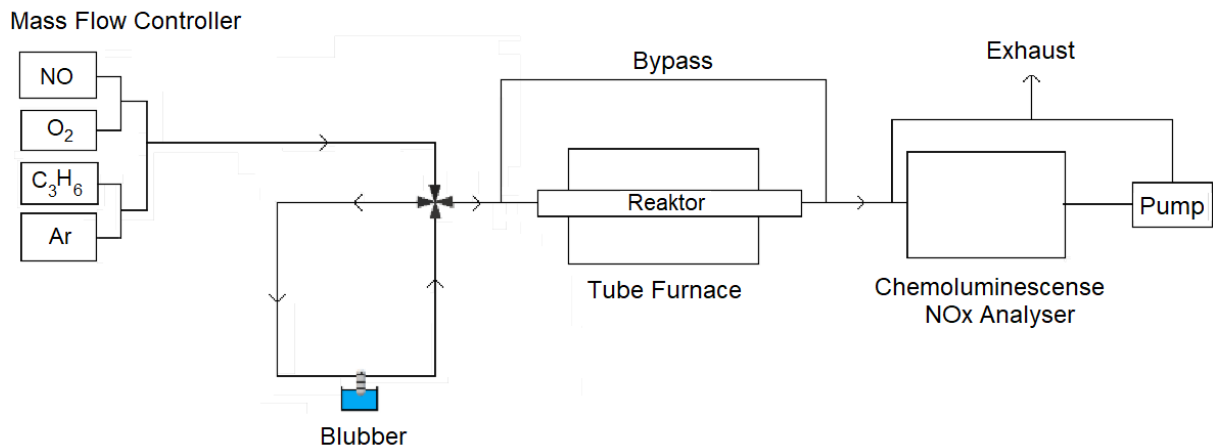 Mass Flow Controller
NO
O₂
C₃H₆
Ar
Blubber
Bypass
Reaktor
Tube Furnace
Exhaust
Chemoluminescense
NOx Analyser
Pump